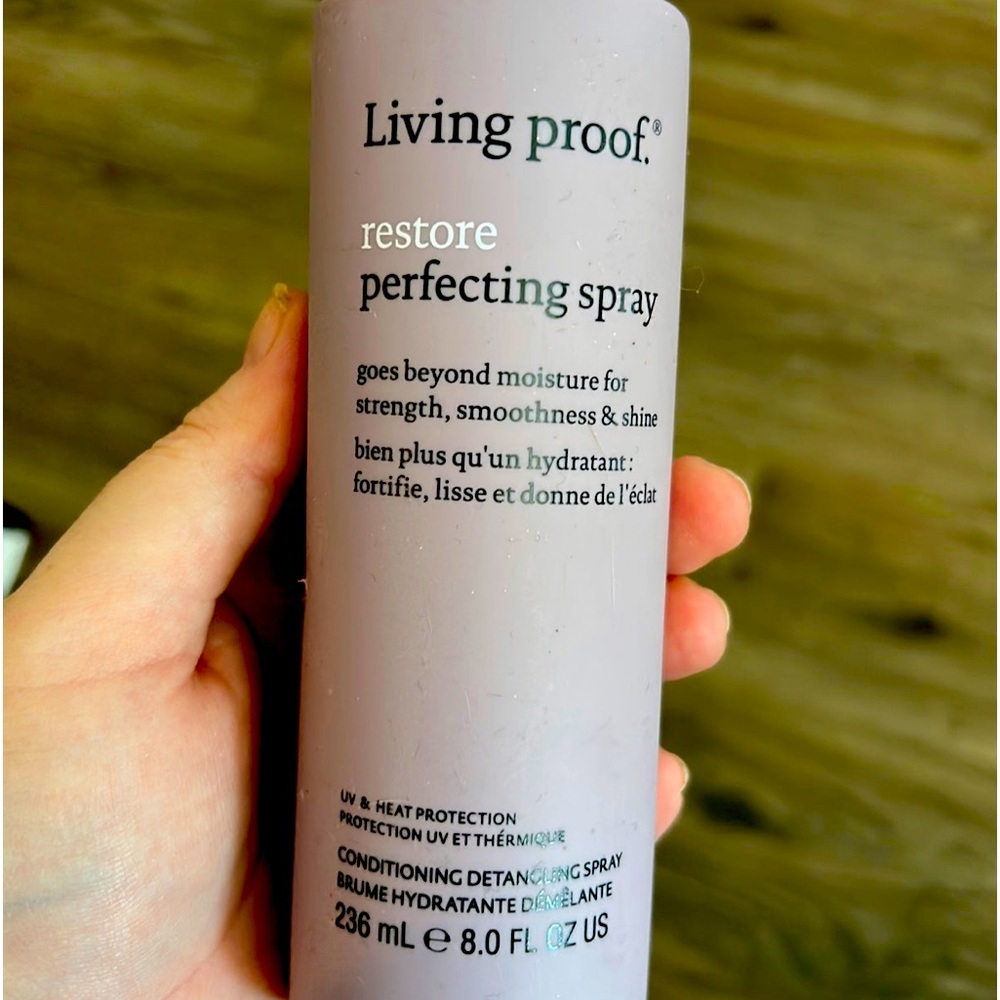 Living proof.®
restore
perfecting spray
goes beyond moisture for
strength, smoothness & shine
bien plus qu'un hydratant:
fortifie, lisse et donne de l'éclat
UV & HEAT PROTECTION
PROTECTION UV ET THÉRMIQUE
CONDITIONING DETANGLING SPRAY
BRUME HYDRATANTE DÉMÊLANTE
236 mL ℮ 8.0 FL OZ US